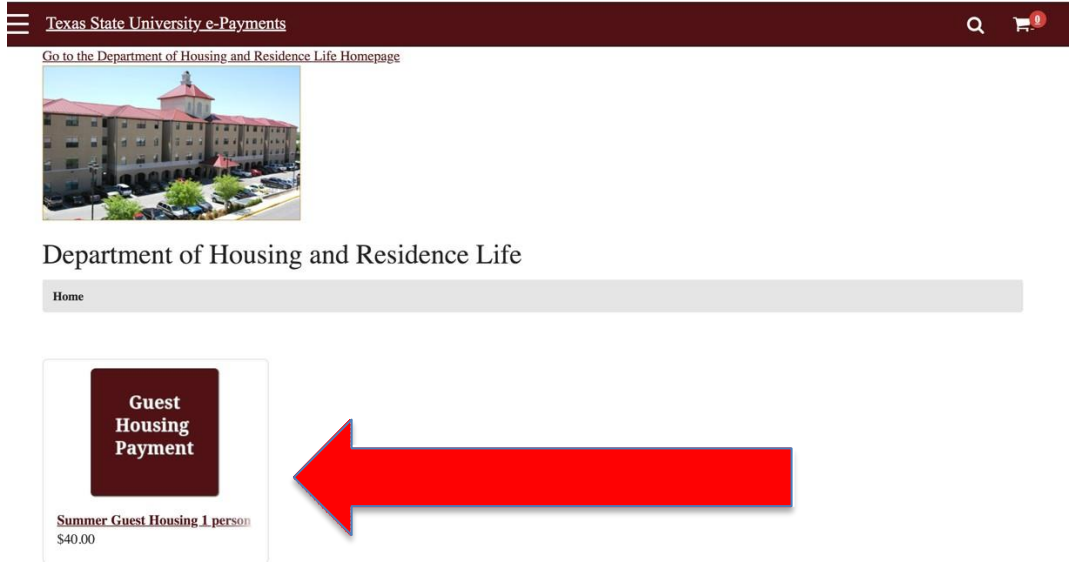 Texas State University e-Payments
0
Go to the Department of Housing and Residence Life Homepage
Department of Housing and Residence Life
Home
Guest
Housing
Payment
Summer Guest Housing 1 person
$40.00